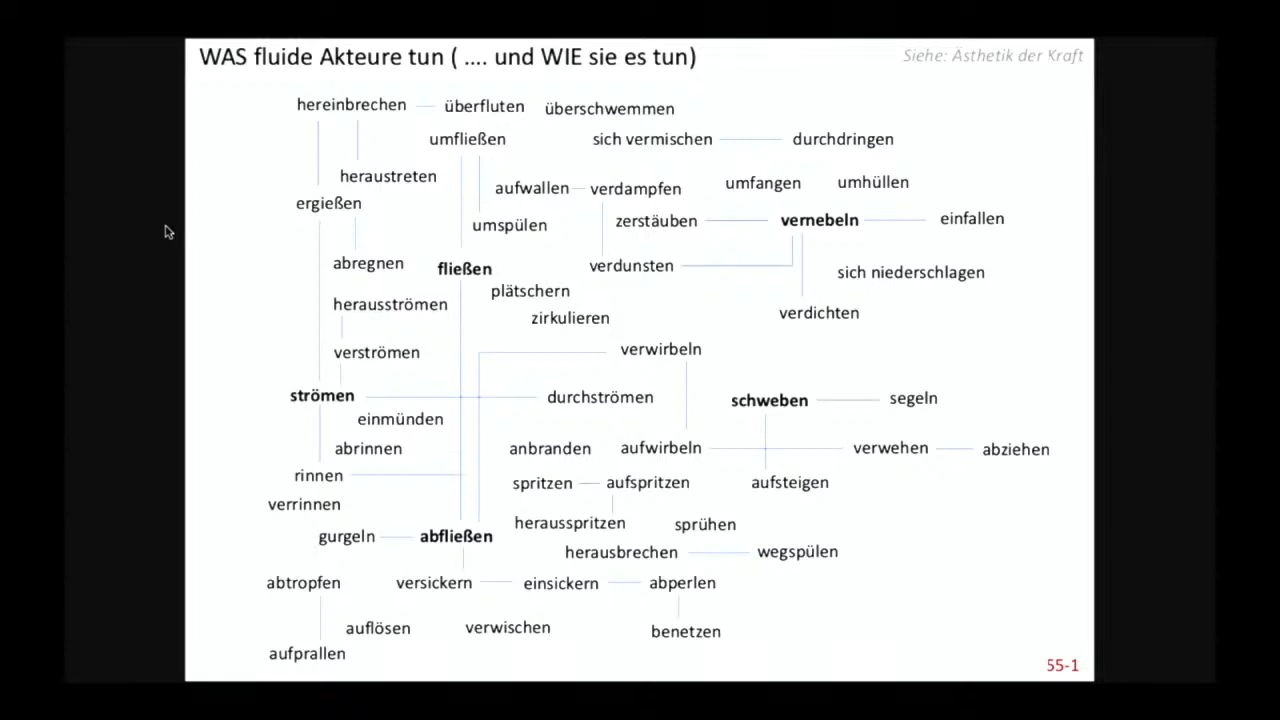 WAS fluide Akteure tun ( .... und WIE sie es tun)
Siehe: Ästhetik der Kraft
hereinbrechen
überfluten
überschwemmen
umfließen
sich vermischen
durchdringen
heraustreten
aufwallen
verdampfen
umfangen
umhüllen
ergießen
umspülen
zerstäuben
vernebeln
einfallen
abregnen
fließen
verdunsten
sich niederschlagen
plätschern
herausströmen
zirkulieren
verdichten
verströmen
verwirbeln
strömen
durchströmen
schweben
segeln
einmünden
abrinnen
anbranden
aufwirbeln
verwehen
abziehen
rinnen
spritzen
aufspritzen
aufsteigen
verrinnen
herausspritzen
sprühen
gurgeln
abfließen
herausbrechen
wegspülen
abtropfen
versickern
einsickern
abperlen
auflösen
verwischen
benetzen
aufprallen
55-1